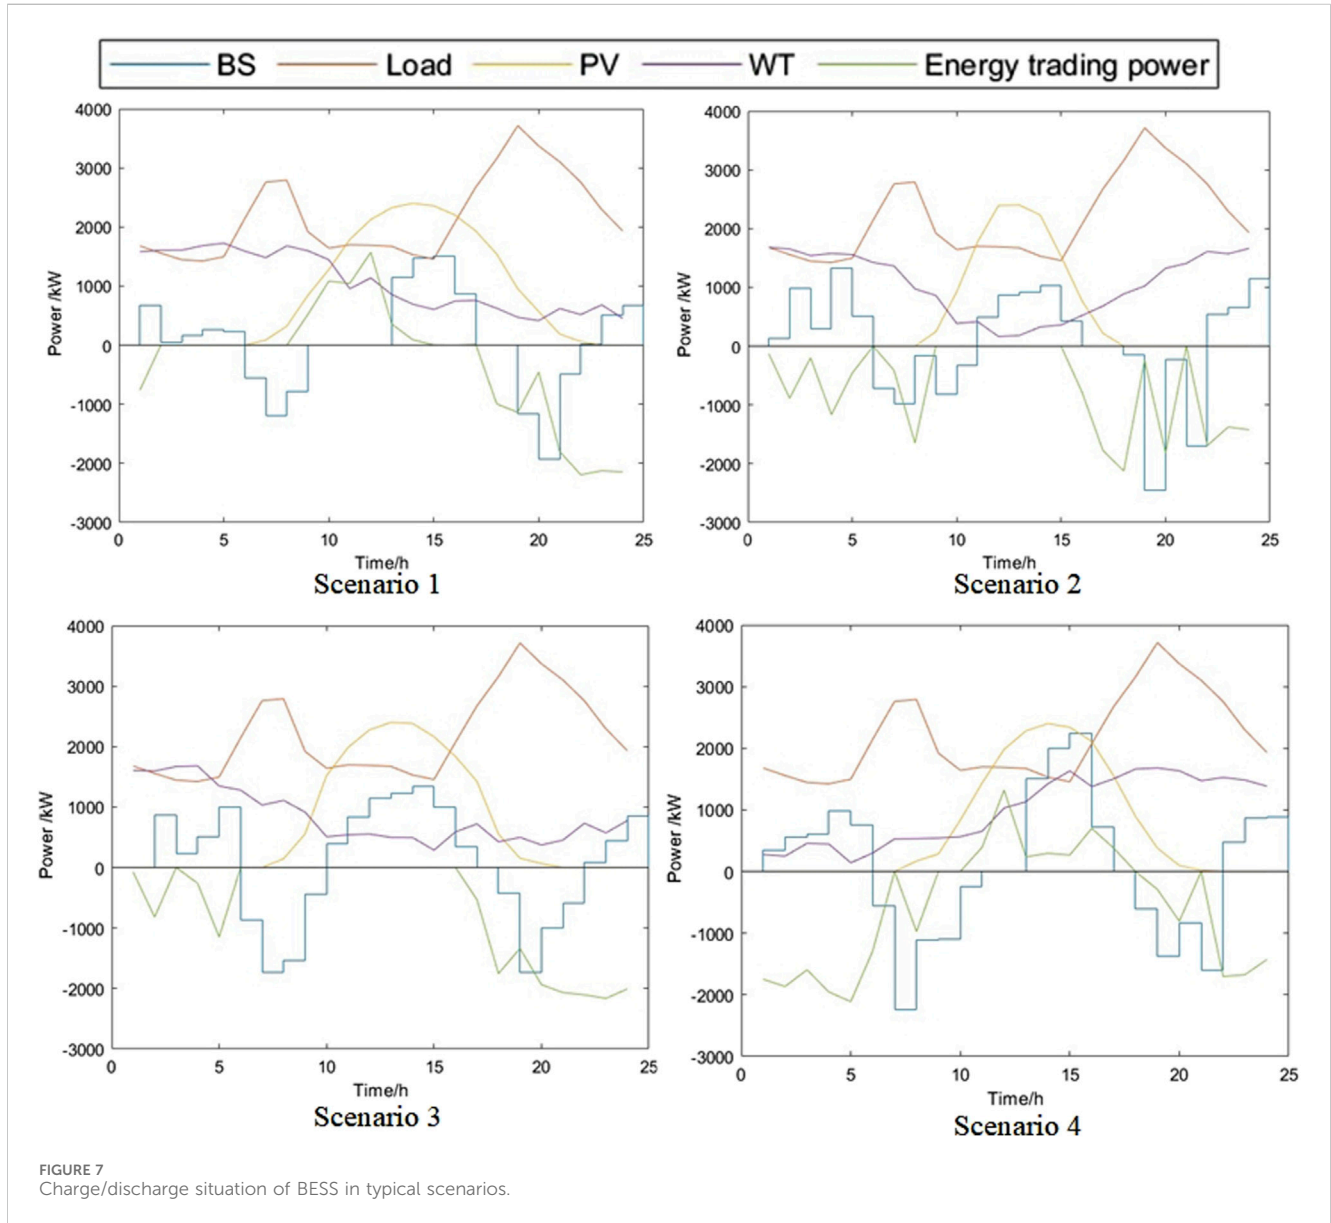 BS Load PV WT Energy trading power
4000
3000
2000
1000
0
-1000
-2000
-3000
0 5 10 15 20 25
Power /kW
Time/h
Scenario 1
4000
3000
2000
1000
0
-1000
-2000
-3000
0 5 10 15 20 25
Power /kW
Time/h
Scenario 2
4000
3000
2000
1000
0
-1000
-2000
-3000
0 5 10 15 20 25
Power /kW
Time/h
Scenario 3
4000
3000
2000
1000
0
-1000
-2000
-3000
0 5 10 15 20 25
Power /kW
Time/h
Scenario 4
FIGURE 7
Charge/discharge situation of BESS in typical scenarios.